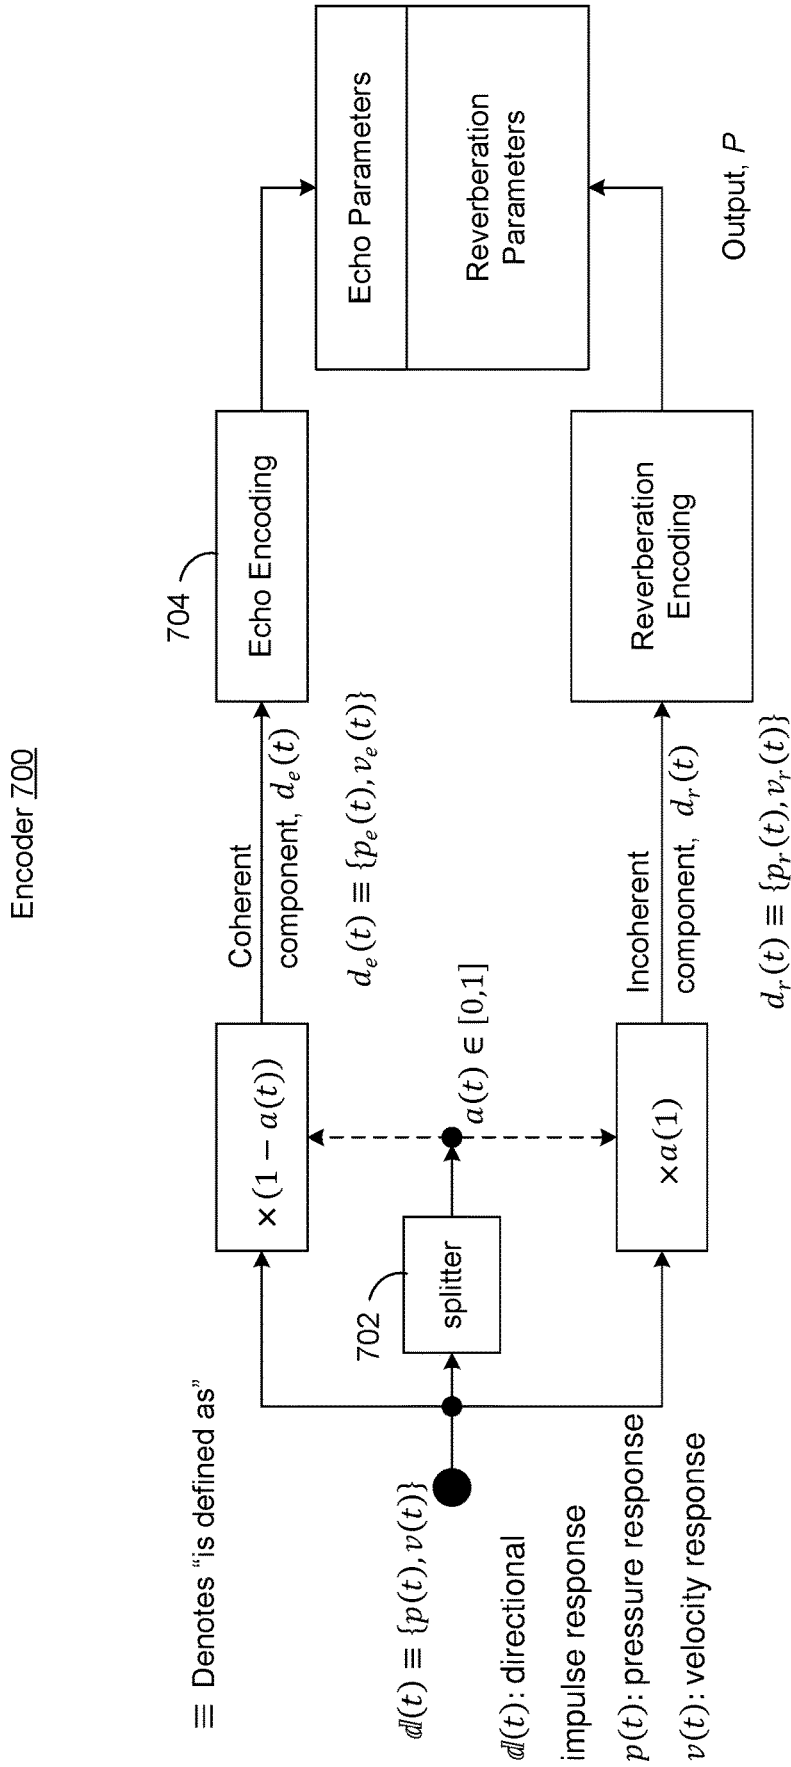 Encoder 700
≡ Denotes “is defined as”
𝕕(t) ≡ {p(t), v(t)}
𝕕(t): directional
impulse response
p(t): pressure response
v(t): velocity response
702
splitter
× (1 − a(t))
a(t) ∈ [0,1]
×a(1)
Coherent
component, d_e(t)
d_e(t) ≡ {p_e(t), v_e(t)}
Incoherent
component, d_r(t)
d_r(t) ≡ {p_r(t), v_r(t)}
704
Echo Encoding
Reverberation
Encoding
Echo Parameters
Reverberation
Parameters
Output, P